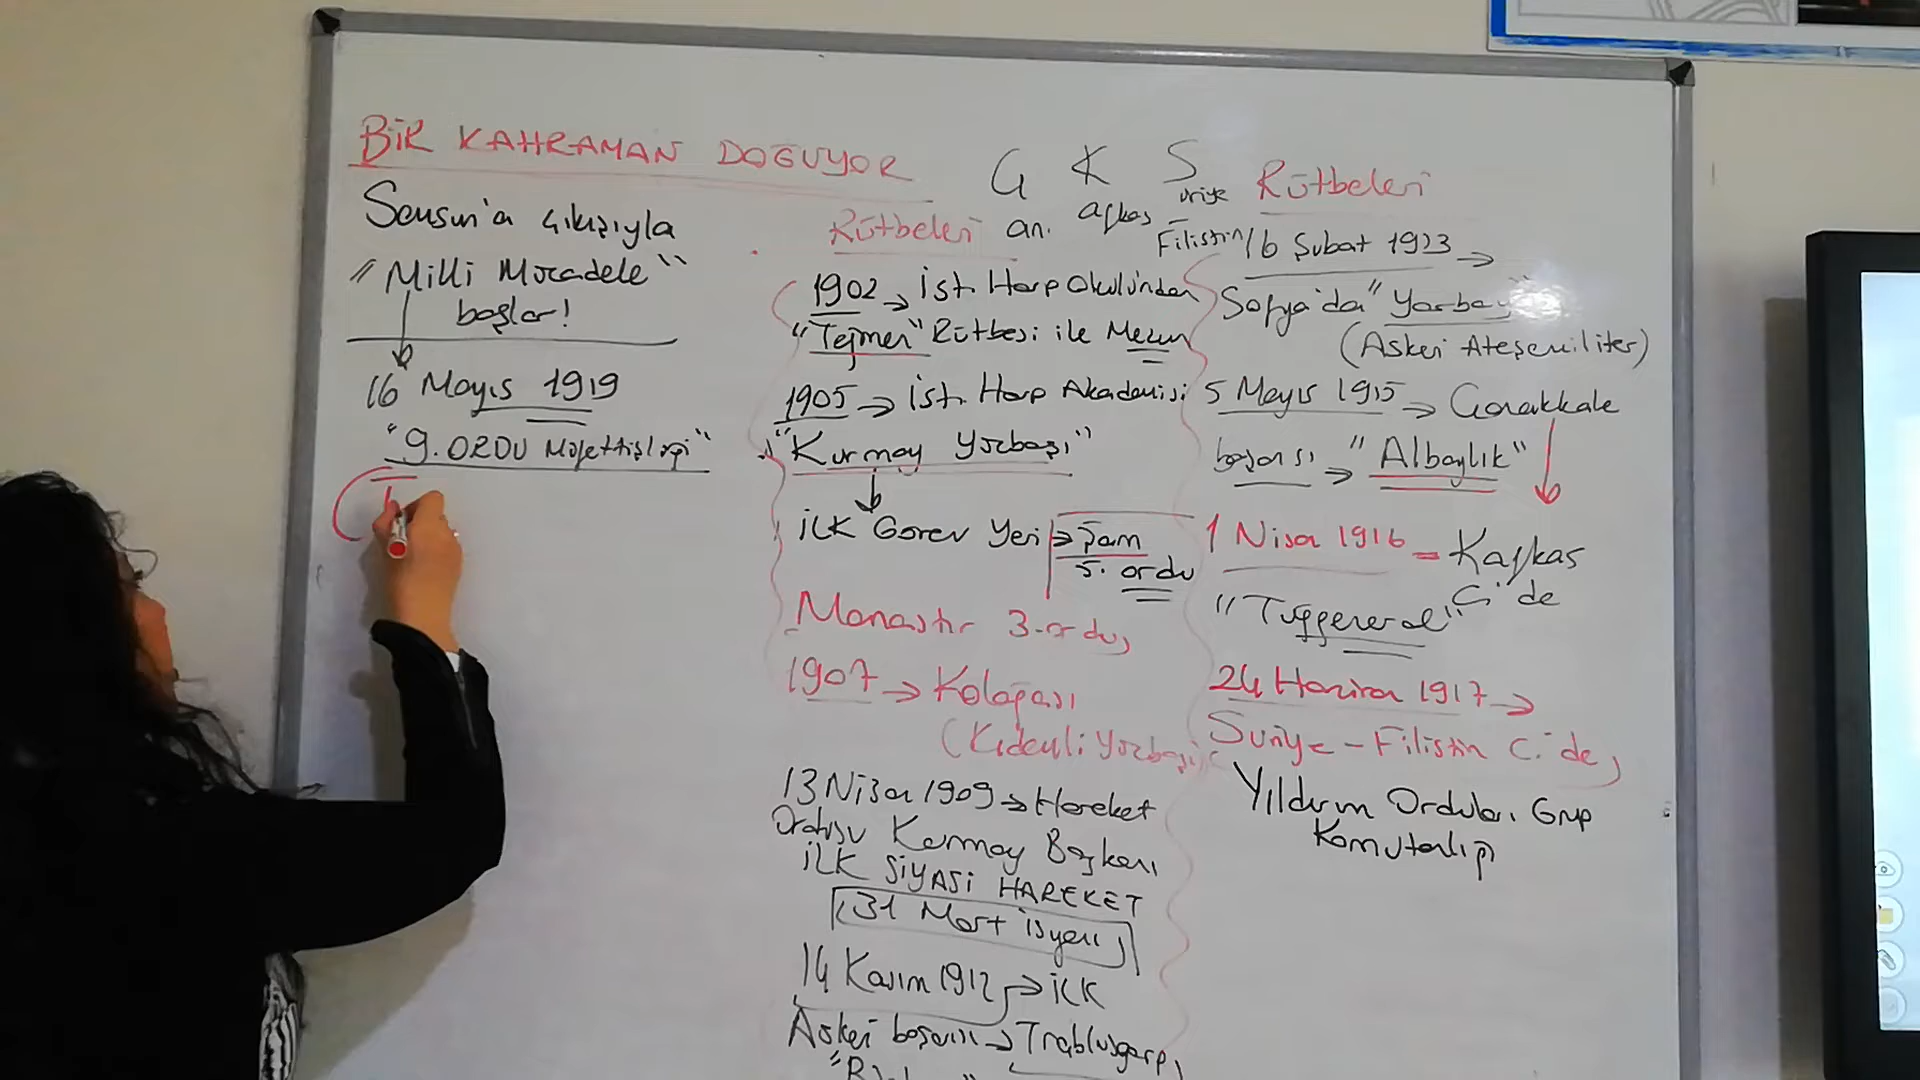 BİR KAHRAMAN DOĞUYOR
Samsun'a çıkışıyla
"Milli Mücadele"
başlar!
16 Mayıs 1919
"9. ORDU Müfettişliği"
Ç K S
an. afkas uriye
Filistin
Rütbeleri
1902 → İst. Harp Okulundan
"Teğmen" Rütbesi ile Mezun
1905 → İst. Harp Akademisi
"Kurmay Yüzbaşı"
İLK Görev Yeri → Şam
5. ordu
Manastır 3. ordu,
1907 → Kolağası
(Kıdemli Yüzbaşı)
13 Nisan 1909 → Hareket
Ordusu Kurmay Başkanı
İLK SİYASİ HAREKET
(31 Mart isyanı)
14 Kasım 1912 → İLK
Askeri başarısı → Trablusgarp,
Rütbeleri
16 Şubat 1923 →
Sofya'da "Yarbay"
(Askeri Ateşemiliter)
5 Mayıs 1915 → Çanakkale
başarısı → "Albaylık"
1 Nisan 1916 = Kafkas
C.'de
"Tuğgeneral"
24 Haziran 1917 →
Suriye - Filistin C.'de,
Yıldırım Orduları Grup
Komutanlığı